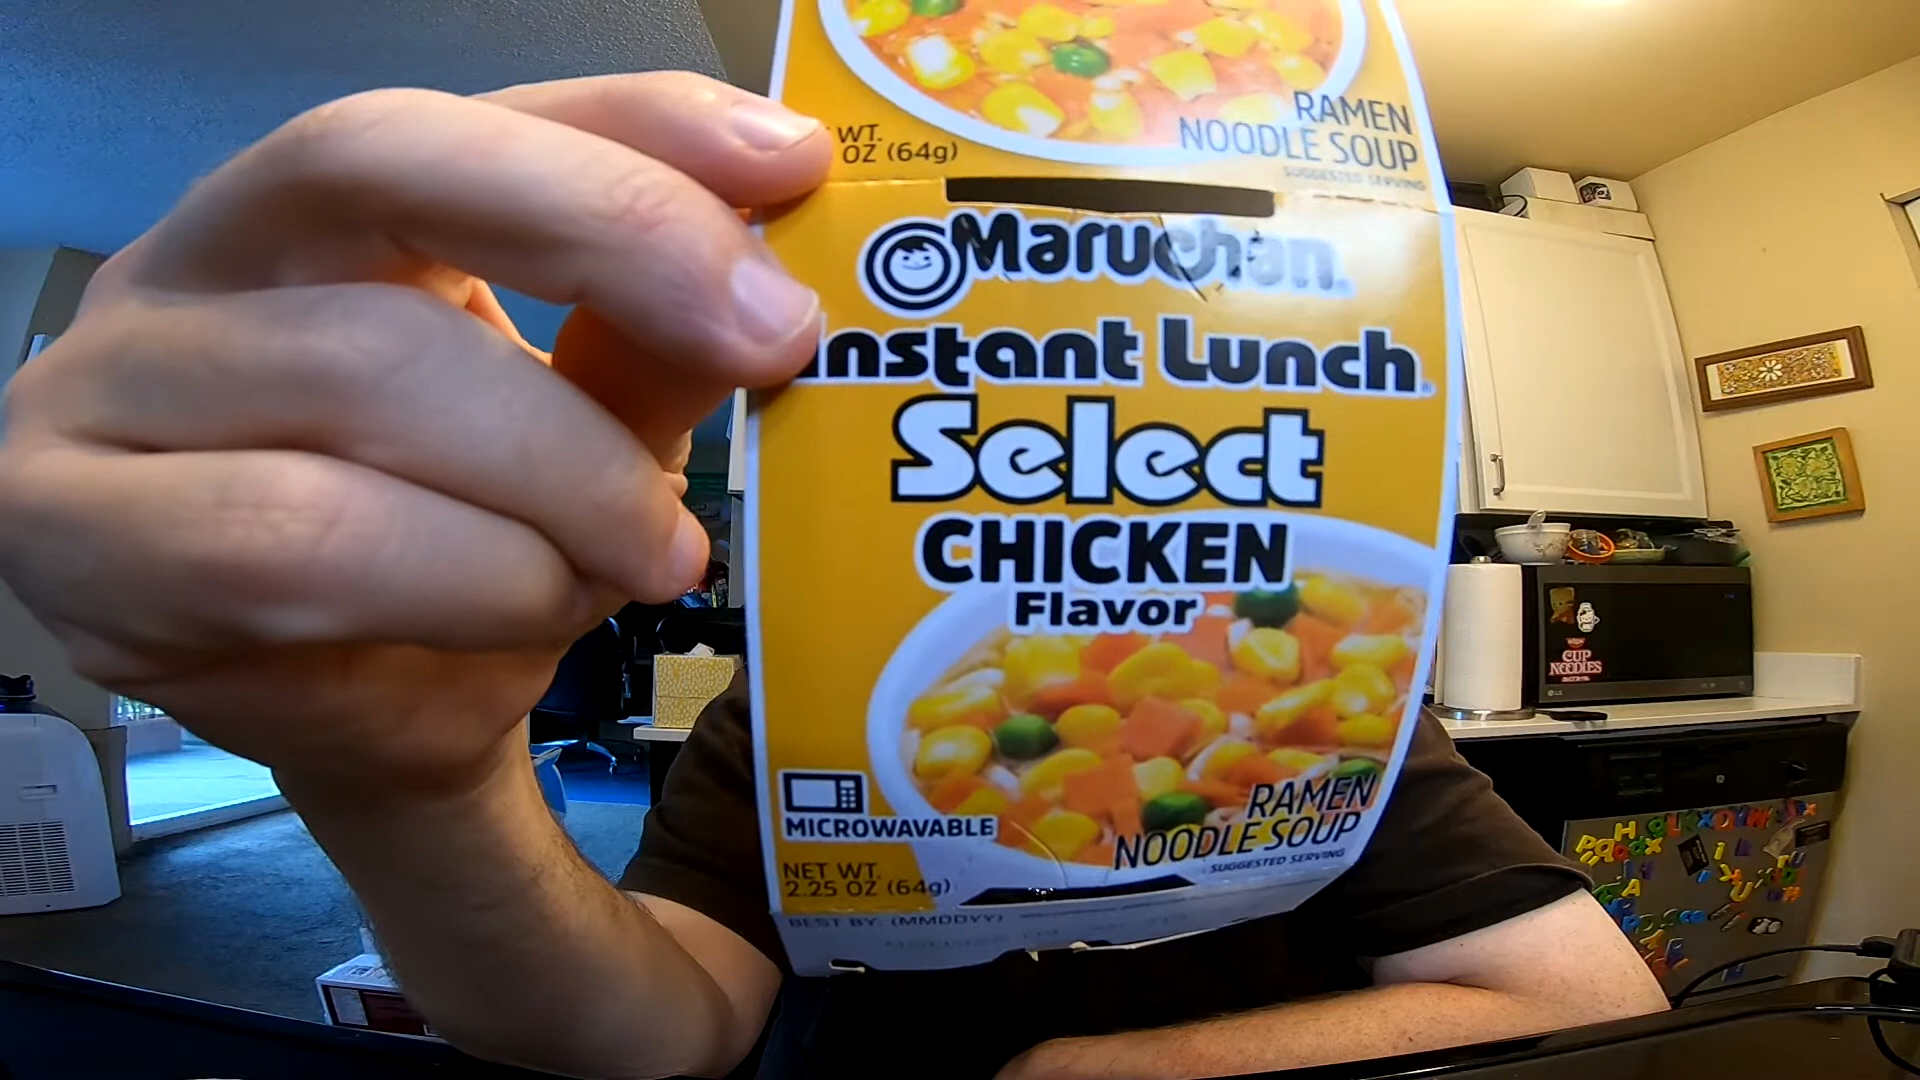 WT.
OZ (64g)
RAMEN
NOODLE SOUP
SUGGESTED SERVING
Maruchan®
Instant Lunch®
Select
CHICKEN
Flavor
MICROWAVABLE
NET WT.
2.25 OZ (64g)
RAMEN
NOODLE SOUP
SUGGESTED SERVING
BEST BY: (MMDDYY)
CUP
NOODLES
LG